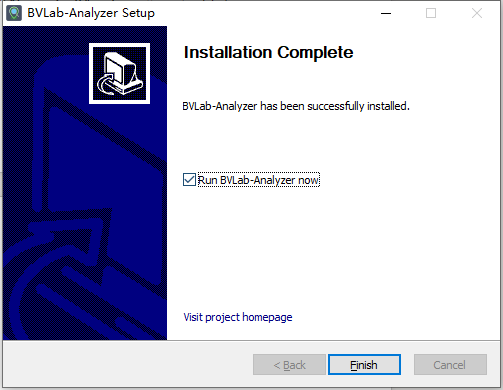 BVLab-Analyzer Setup
Installation Complete
BVLab-Analyzer has been successfully installed.
Run BVLab-Analyzer now
Visit project homepage
< Back
Finish
Cancel